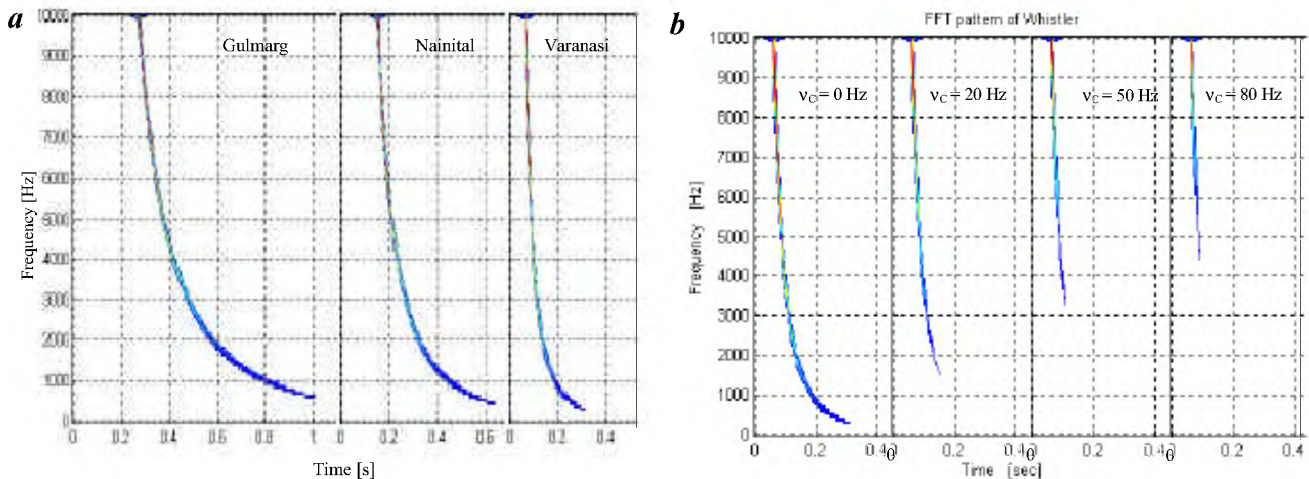 a
Gulmarg
Nainital
Varanasi
Frequency [Hz]
10000
9000
8000
7000
6000
5000
4000
3000
2000
1000
0
0 0.2 0.4 0.6 0.8 1 0 0.2 0.4 0.6 0 0.2 0.4
Time [s]
b
FFT pattern of Whistler
ν_C = 0 Hz
ν_C = 20 Hz
ν_C = 50 Hz
ν_C = 80 Hz
Frequency [Hz]
10000
9000
8000
7000
6000
5000
4000
3000
2000
1000
0
0 0.2 0.4 0 0.2 0.4 0 0.2 0.4 0 0.2 0.4
Time [sec]